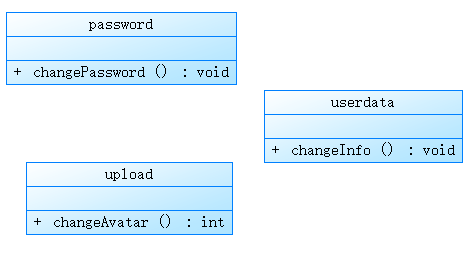 password
+ changePassword () : void
userdata
+ changeInfo () : void
upload
+ changeAvatar () : int